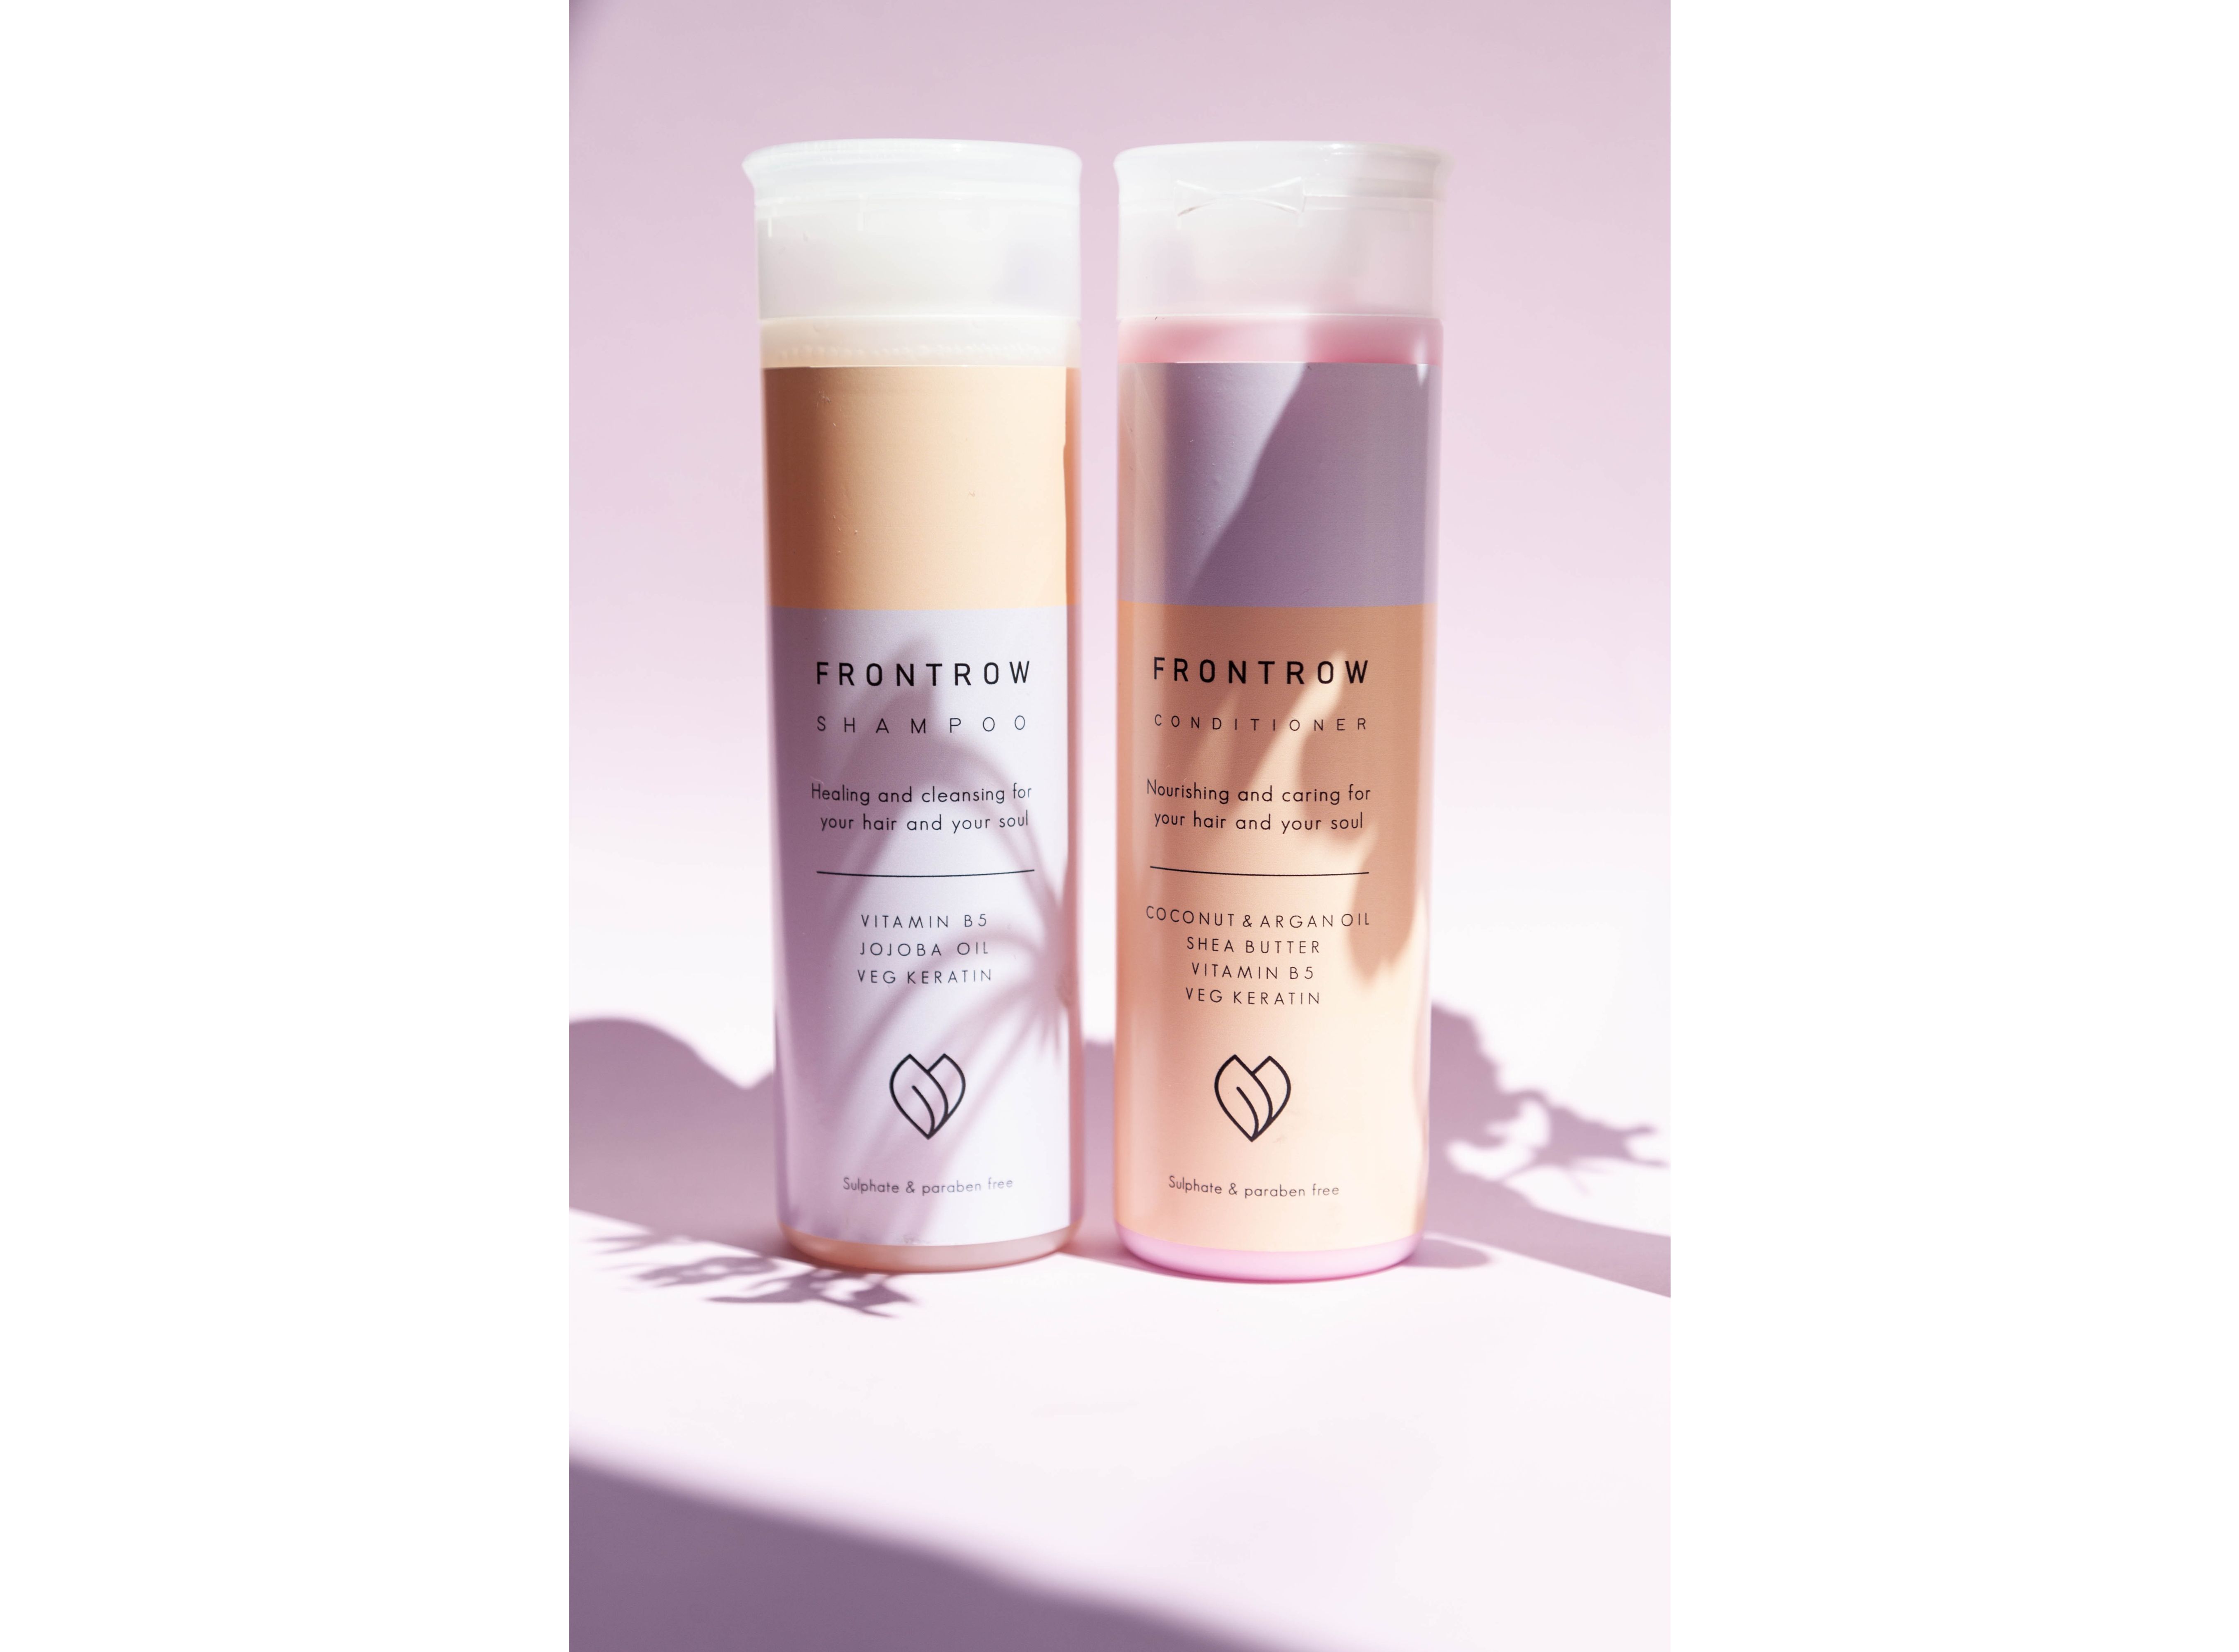 FRONTROW
SHAMPOO
Healing and cleansing for
your hair and your soul
VITAMIN B5
JOJOBA OIL
VEG KERATIN
Sulphate & paraben free
FRONTROW
CONDITIONER
Nourishing and caring for
your hair and your soul
COCONUT & ARGAN OIL
SHEA BUTTER
VITAMIN B5
VEG KERATIN
Sulphate & paraben free